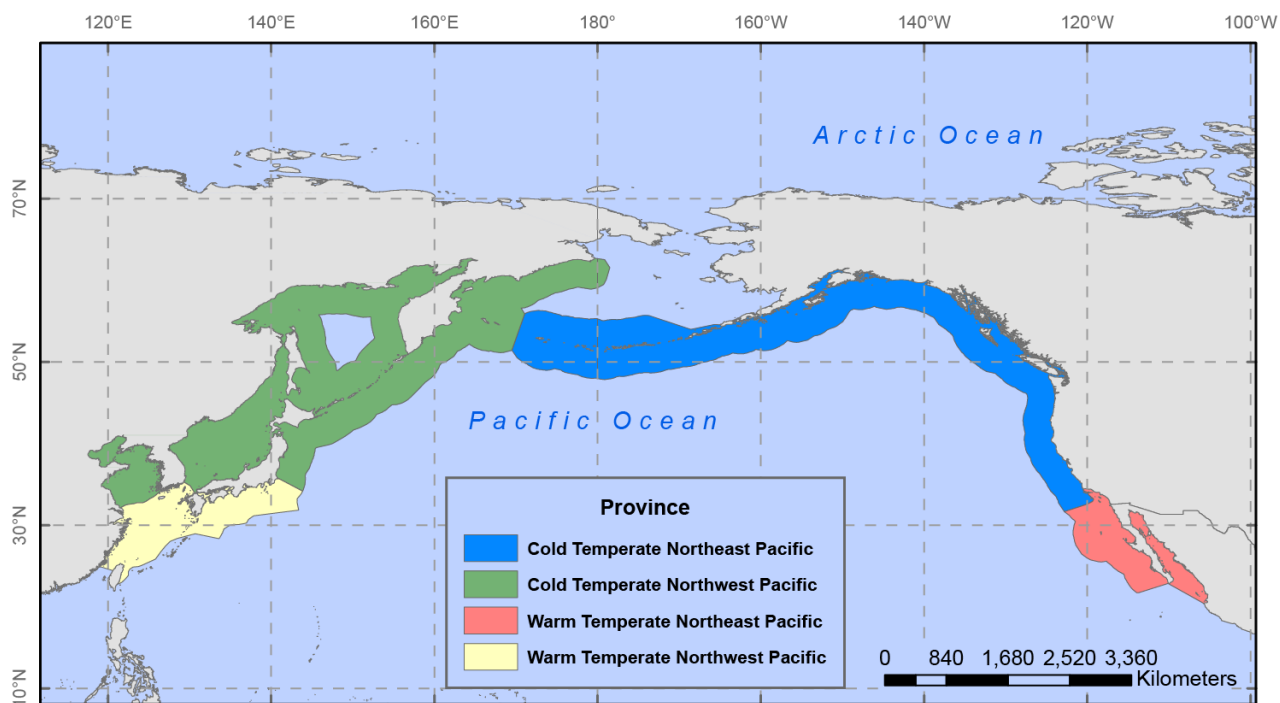 120°E 140°E 160°E 180° 160°W 140°W 120°W 100°W
Arctic Ocean
70°N
50°N
Pacific Ocean
Province
30°N
Cold Temperate Northeast Pacific
Cold Temperate Northwest Pacific
Warm Temperate Northeast Pacific
Warm Temperate Northwest Pacific
0 840 1,680 2,520 3,360
Kilometers
10°N